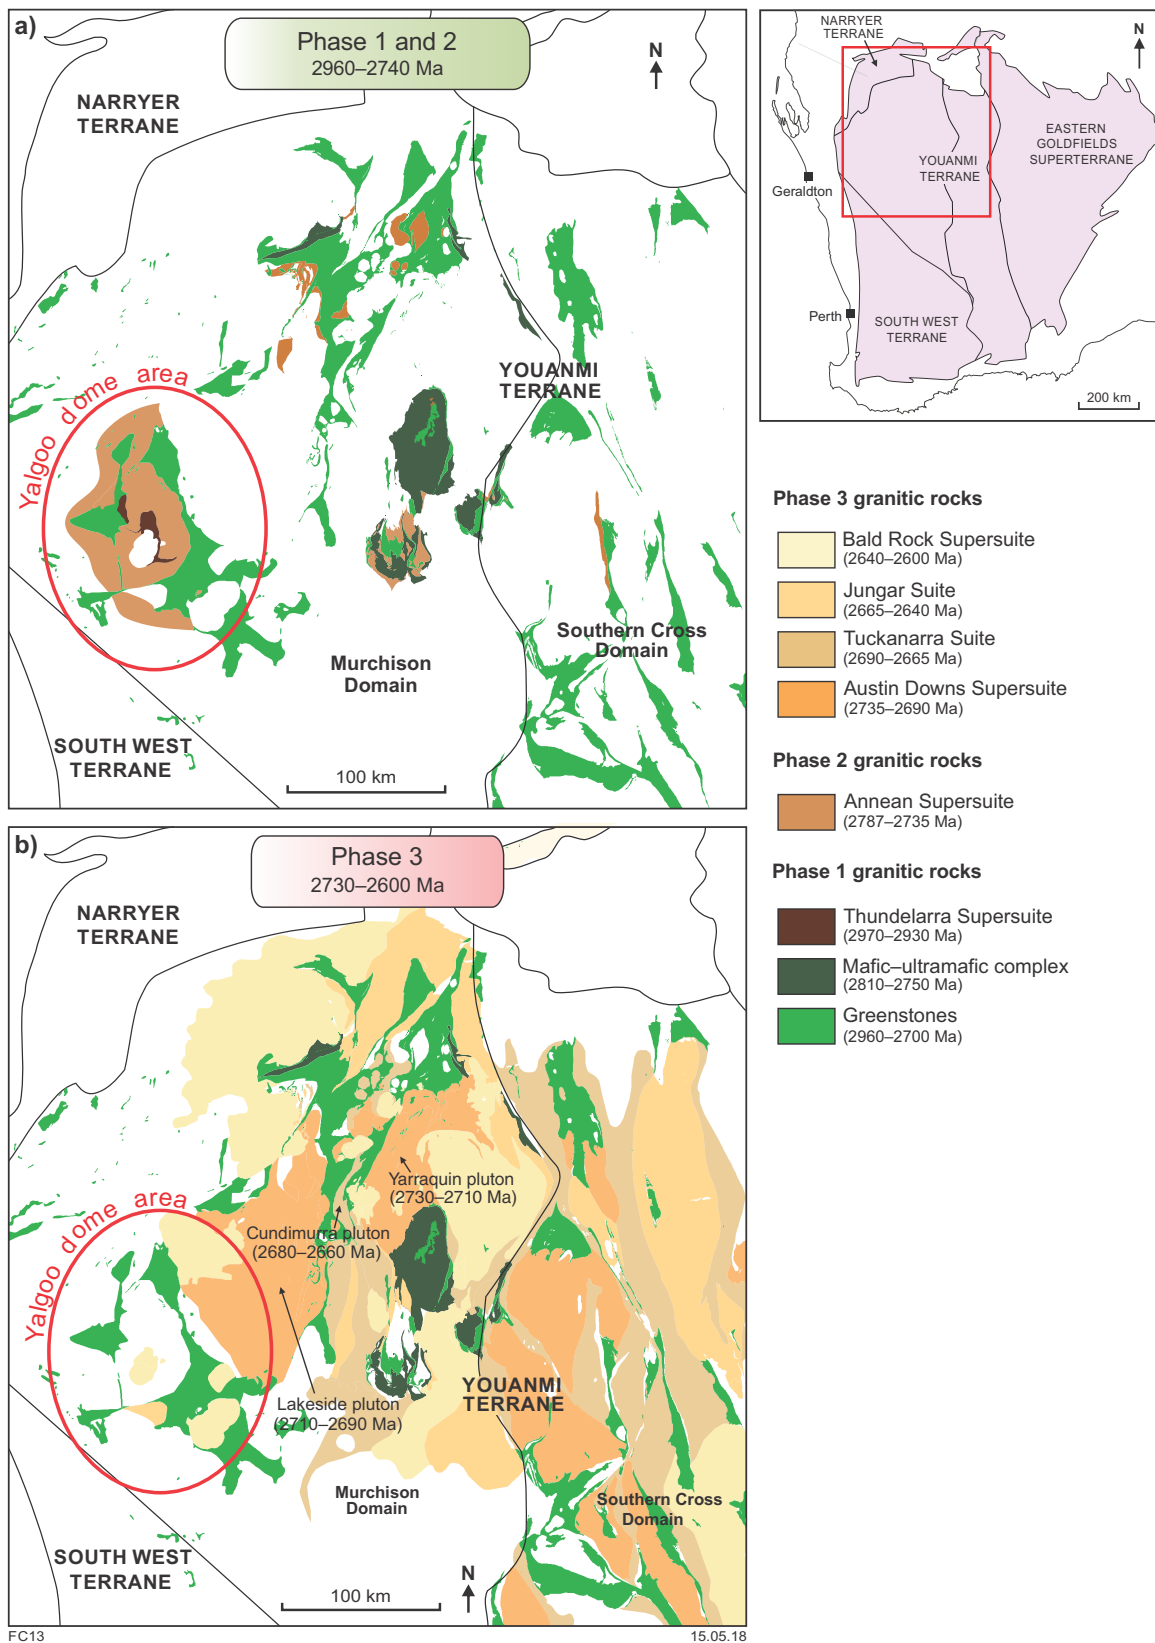 a)
Phase 1 and 2
2960–2740 Ma
N
NARRYER
TERRANE
YOUANMI
TERRANE
Yalgoo dome area
Southern Cross
Domain
Murchison
Domain
SOUTH WEST
TERRANE
100 km
NARRYER
TERRANE
N
EASTERN
GOLDFIELDS
SUPERTERRANE
YOUANMI
TERRANE
Geraldton
Perth
SOUTH WEST
TERRANE
200 km
Phase 3 granitic rocks
Bald Rock Supersuite
(2640–2600 Ma)
Jungar Suite
(2665–2640 Ma)
Tuckanarra Suite
(2690–2665 Ma)
Austin Downs Supersuite
(2735–2690 Ma)
Phase 2 granitic rocks
Annean Supersuite
(2787–2735 Ma)
Phase 1 granitic rocks
Thundelarra Supersuite
(2970–2930 Ma)
Mafic–ultramafic complex
(2810–2750 Ma)
Greenstones
(2960–2700 Ma)
b)
Phase 3
2730–2600 Ma
NARRYER
TERRANE
Yarraquin pluton
(2730–2710 Ma)
Cundimurra pluton
(2680–2660 Ma)
Yalgoo dome area
Lakeside pluton
(2710–2690 Ma)
YOUANMI
TERRANE
Murchison
Domain
Southern Cross
Domain
SOUTH WEST
TERRANE
N
100 km
FC13
15.05.18